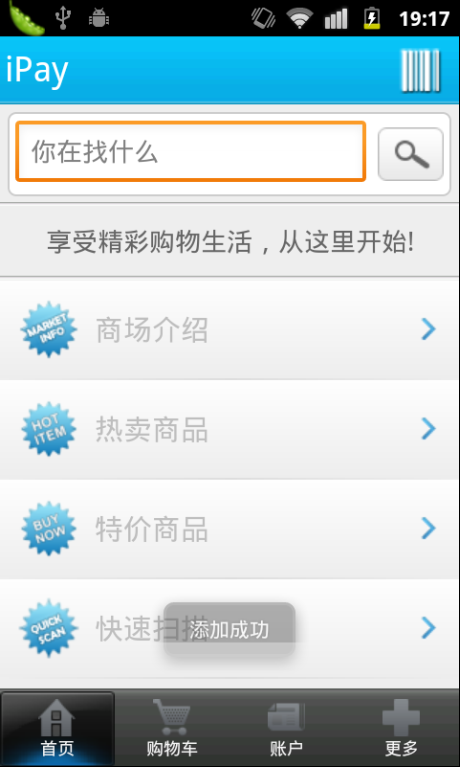 19:17
iPay
你在找什么
享受精彩购物生活，从这里开始!
MARKET
INFO
商场介绍
HOT
ITEM
热卖商品
BUY
NOW
特价商品
QUICK
SCAN
快速扫描
添加成功
首页
购物车
账户
更多